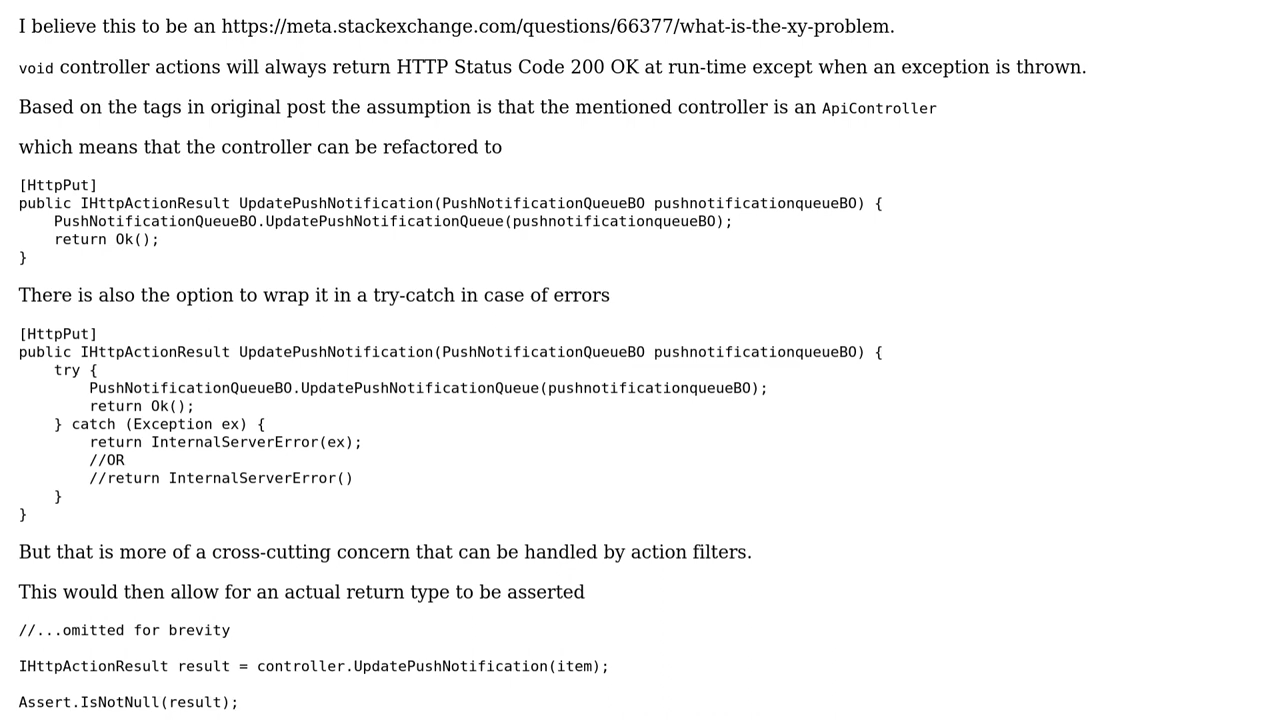 I believe this to be an https://meta.stackexchange.com/questions/66377/what-is-the-xy-problem.
void controller actions will always return HTTP Status Code 200 OK at run-time except when an exception is thrown.
Based on the tags in original post the assumption is that the mentioned controller is an ApiController
which means that the controller can be refactored to
[HttpPut]
public IHttpActionResult UpdatePushNotification(PushNotificationQueueBO pushnotificationqueueBO) {
    PushNotificationQueueBO.UpdatePushNotificationQueue(pushnotificationqueueBO);
    return Ok();
}
There is also the option to wrap it in a try-catch in case of errors
[HttpPut]
public IHttpActionResult UpdatePushNotification(PushNotificationQueueBO pushnotificationqueueBO) {
    try {
        PushNotificationQueueBO.UpdatePushNotificationQueue(pushnotificationqueueBO);
        return Ok();
    } catch (Exception ex) {
        return InternalServerError(ex);
        //OR
        //return InternalServerError()
    }
}
But that is more of a cross-cutting concern that can be handled by action filters.
This would then allow for an actual return type to be asserted
//...omitted for brevity
IHttpActionResult result = controller.UpdatePushNotification(item);
Assert.IsNotNull(result);